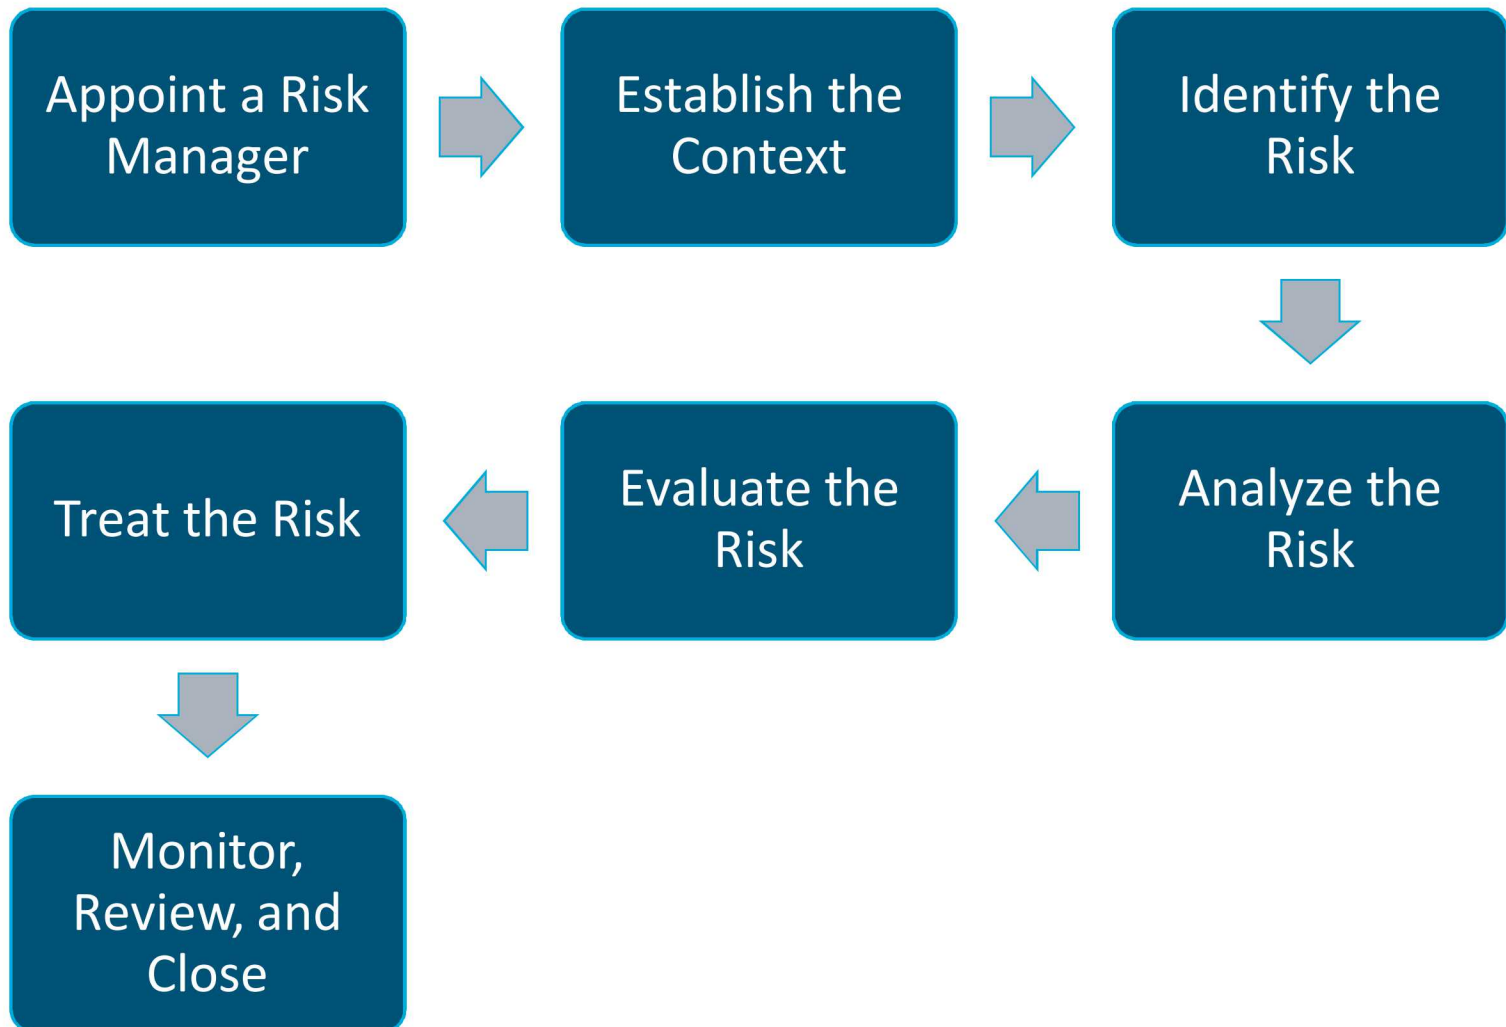 Appoint a Risk
Manager
Establish the
Context
Identify the
Risk
Analyze the
Risk
Evaluate the
Risk
Treat the Risk
Monitor,
Review, and
Close